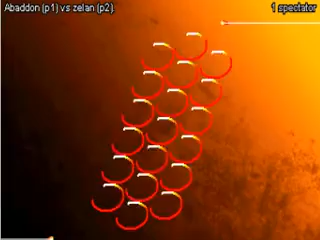 Abaddon (p1) vs zelan (p2)
1 spectator